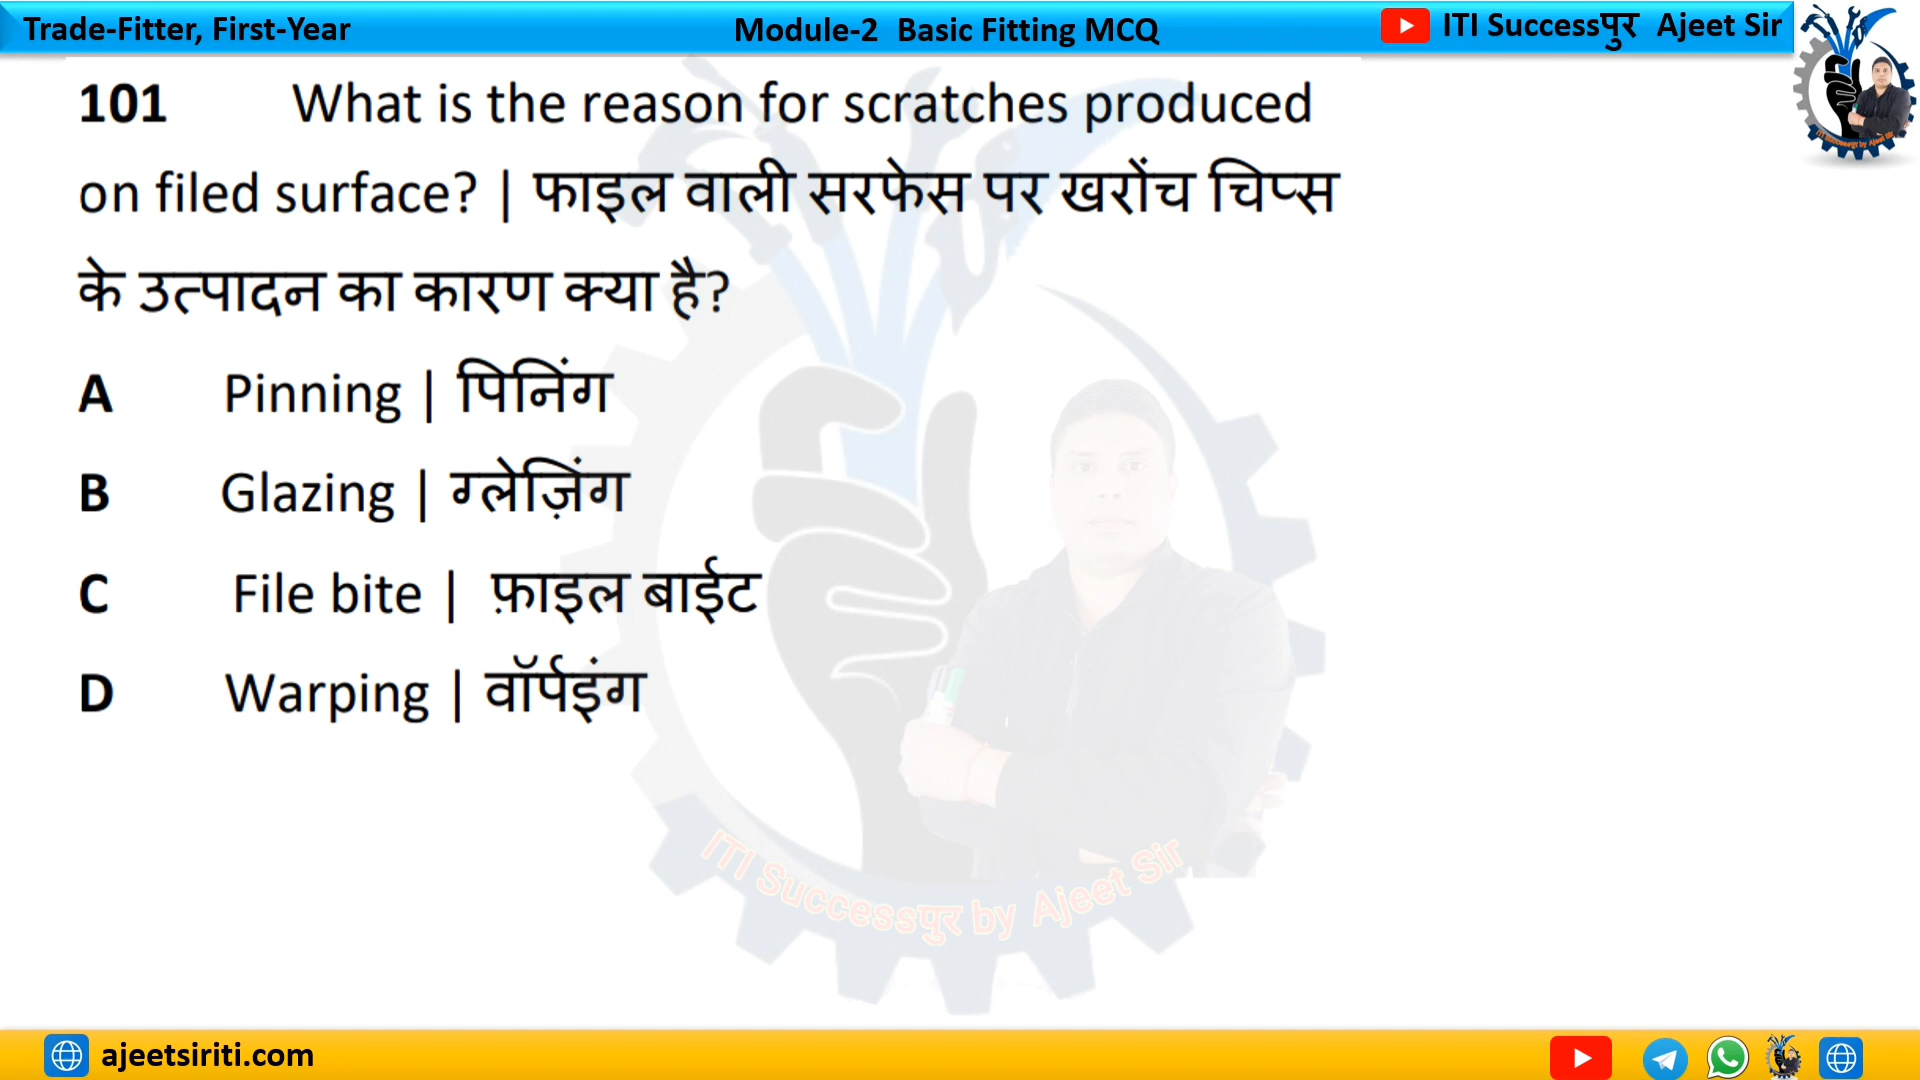 Trade-Fitter, First-Year
Module-2 Basic Fitting MCQ
ITI Successपुर Ajeet Sir
101 What is the reason for scratches produced
on filed surface? | फाइल वाली सरफेस पर खरोंच चिप्स
के उत्पादन का कारण क्या है?
A Pinning | पिनिंग
B Glazing | ग्लेज़िंग
C File bite | फ़ाइल बाईट
D Warping | वॉर्पइंग
ITI Successपुर by Ajeet Sir
ajeetsiriti.com